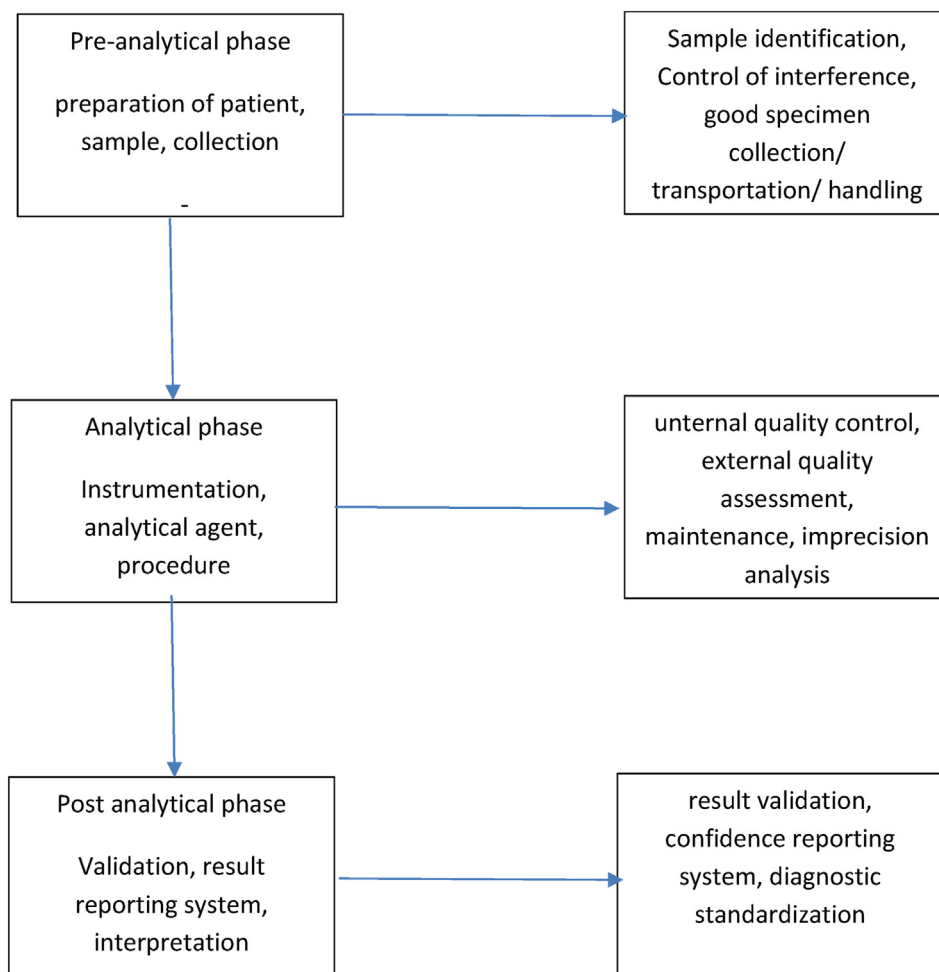 Pre-analytical phase
preparation of patient,
sample, collection
-
Sample identification,
Control of interference,
good specimen
collection/
transportation/ handling
Analytical phase
Instrumentation,
analytical agent,
procedure
unternal quality control,
external quality
assessment,
maintenance, imprecision
analysis
Post analytical phase
Validation, result
reporting system,
interpretation
result validation,
confidence reporting
system, diagnostic
standardization